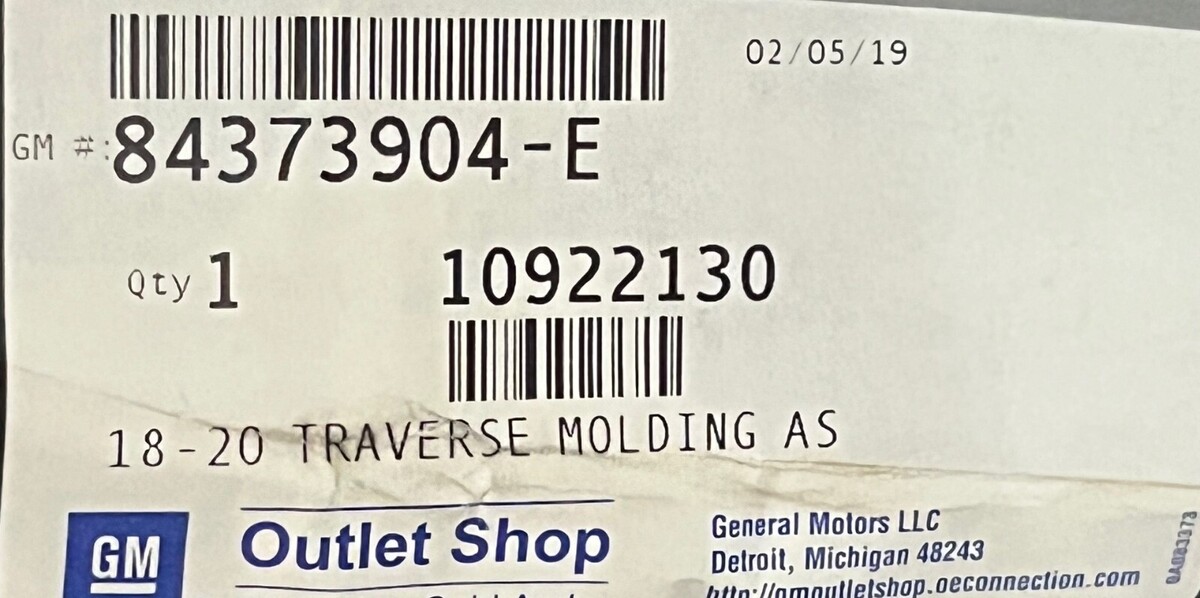 02/05/19
GM #:84373904-E
Qty 1 10922130
18-20 TRAVERSE MOLDING AS
GM Outlet Shop
General Motors LLC
Detroit, Michigan 48243
http://gmoutletshop.oeconnection.com